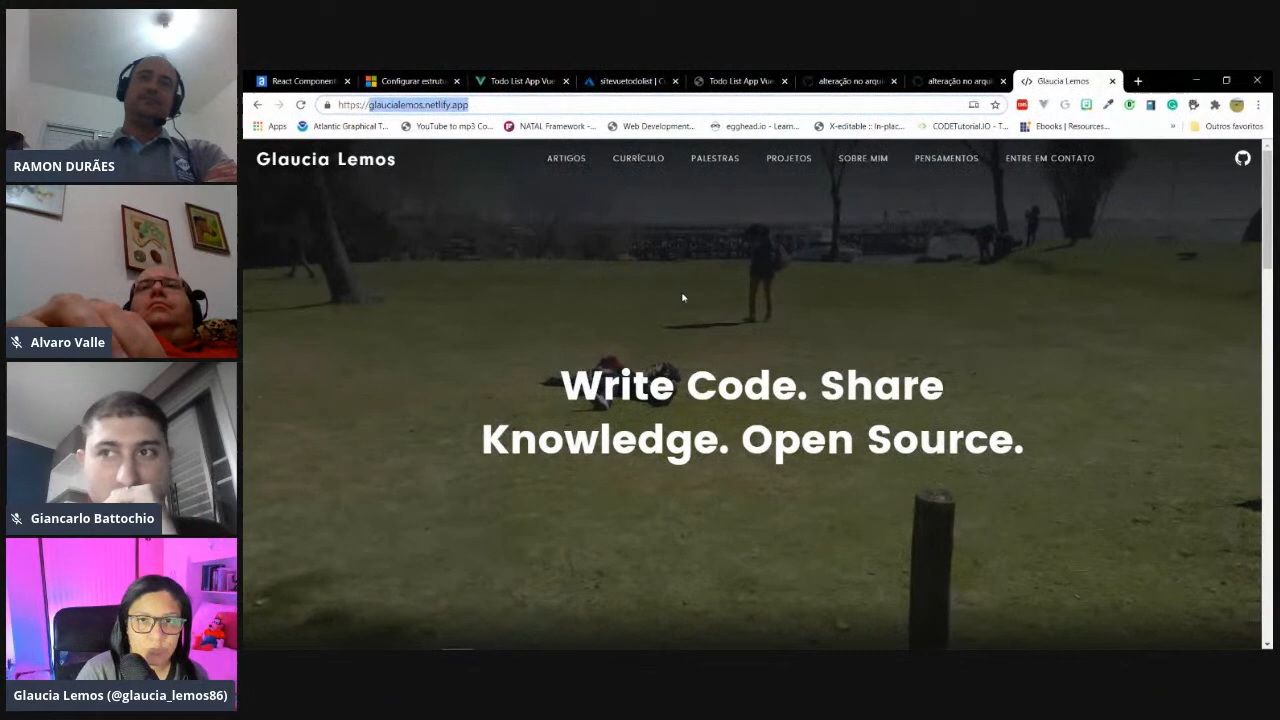 RAMON DURÃES
Alvaro Valle
Giancarlo Battochio
Glaucia Lemos (@glaucia_lemos86)
React Component
Configurar estrut
Todo List App Vue
sitevuetodolist | C
Todo List App Vue
alteração no arqui
alteração no arqui
Glaucia Lemos
https://glaucialemos.netlify.app
Apps
Atlantic Graphical T...
YouTube to mp3 Co...
NATAL Framework -...
Web Development...
egghead.io - Learn...
X-editable :: In-plac...
CODETutorial.IO - T...
Ebooks | Resources...
»
Outros favoritos
Glaucia Lemos
ARTIGOS
CURRÍCULO
PALESTRAS
PROJETOS
SOBRE MIM
PENSAMENTOS
ENTRE EM CONTATO
Write Code. Share
Knowledge. Open Source.